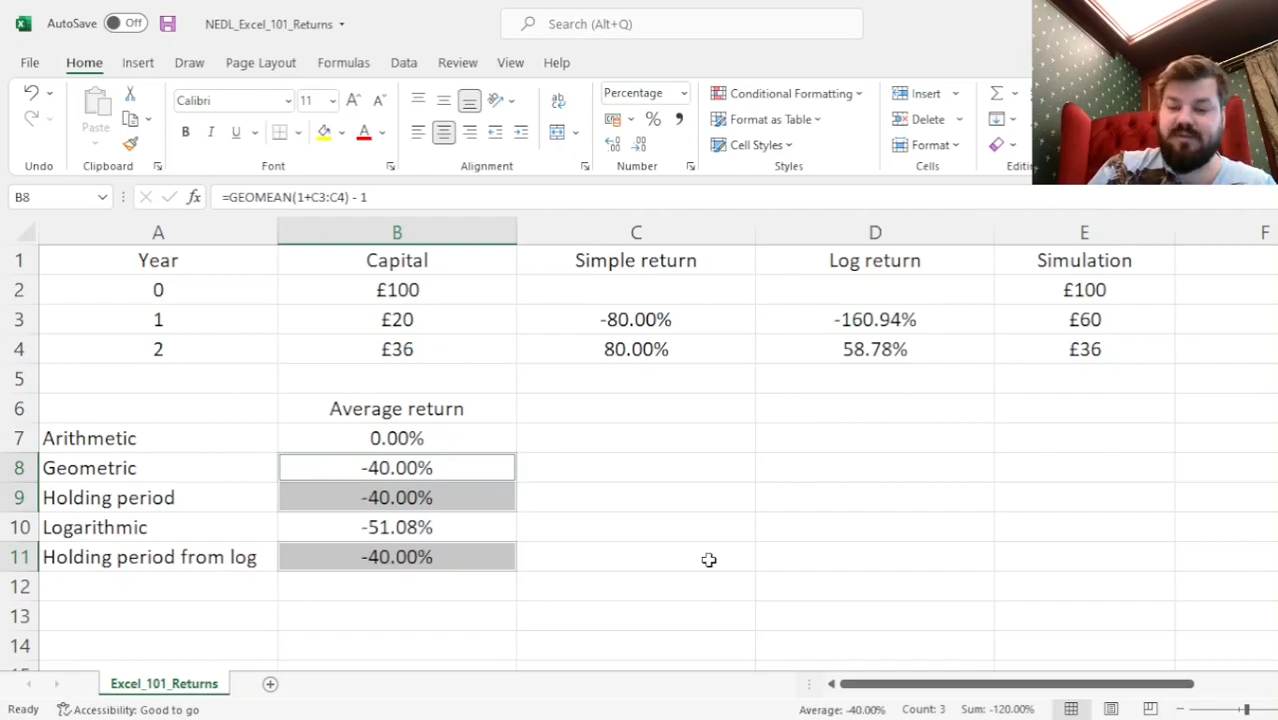 AutoSave Off NEDL_Excel_101_Returns Search (Alt+Q)
File Home Insert Draw Page Layout Formulas Data Review View Help
Paste Calibri 11 A A Percentage Conditional Formatting Insert
B I U A Format as Table Delete
Cell Styles Format
Undo Clipboard Font Alignment Number Styles Cells Editin
B8 fx =GEOMEAN(1+C3:C4) - 1
A B C D E F
1 Year Capital Simple return Log return Simulation
2 0 £100 £100
3 1 £20 -80.00% -160.94% £60
4 2 £36 80.00% 58.78% £36
5
6 Average return
7 Arithmetic 0.00%
8 Geometric -40.00%
9 Holding period -40.00%
10 Logarithmic -51.08%
11 Holding period from log -40.00%
12
13
14
Excel_101_Returns
Ready Accessibility: Good to go Average: -40.00% Count: 3 Sum: -120.00%